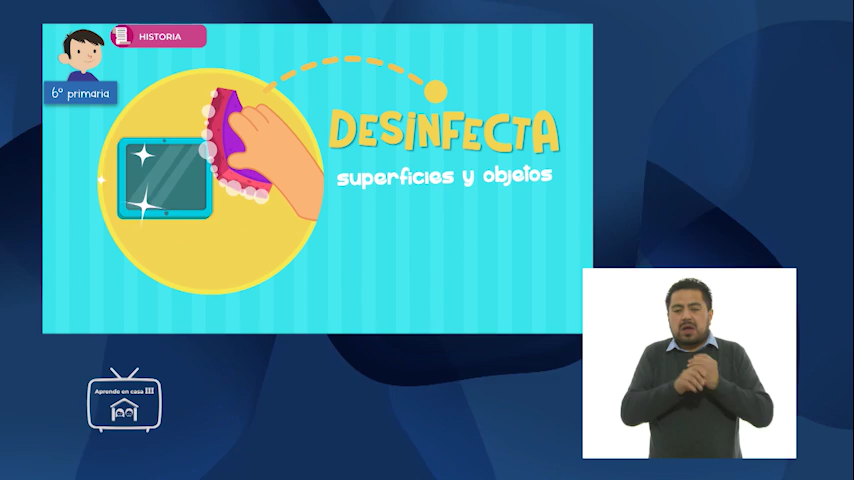 HISTORIA
6º primaria
DESINFECTA
superficies y objetos
Aprende en casa III